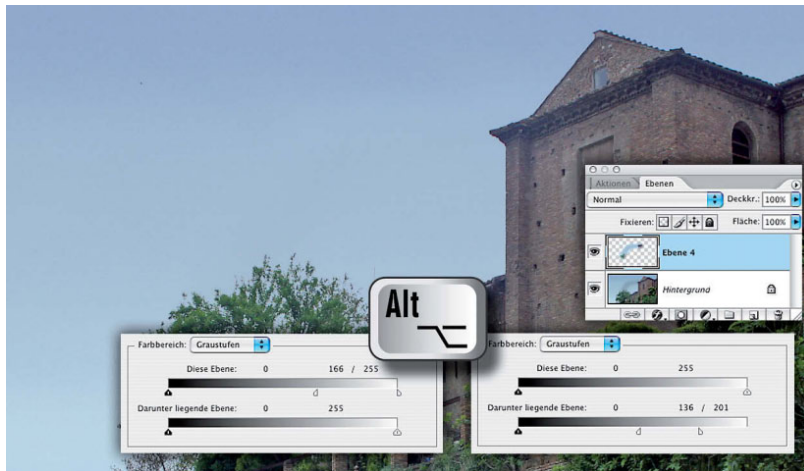 Aktionen Ebenen
Normal Deckkr.: 100%
Fixieren: Fläche: 100%
Ebene 4
Hintergrund
Alt
Farbbereich: Graustufen
Diese Ebene: 0 166 / 255
Darunter liegende Ebene: 0 255
Farbbereich: Graustufen
Diese Ebene: 0 255
Darunter liegende Ebene: 0 136 / 201